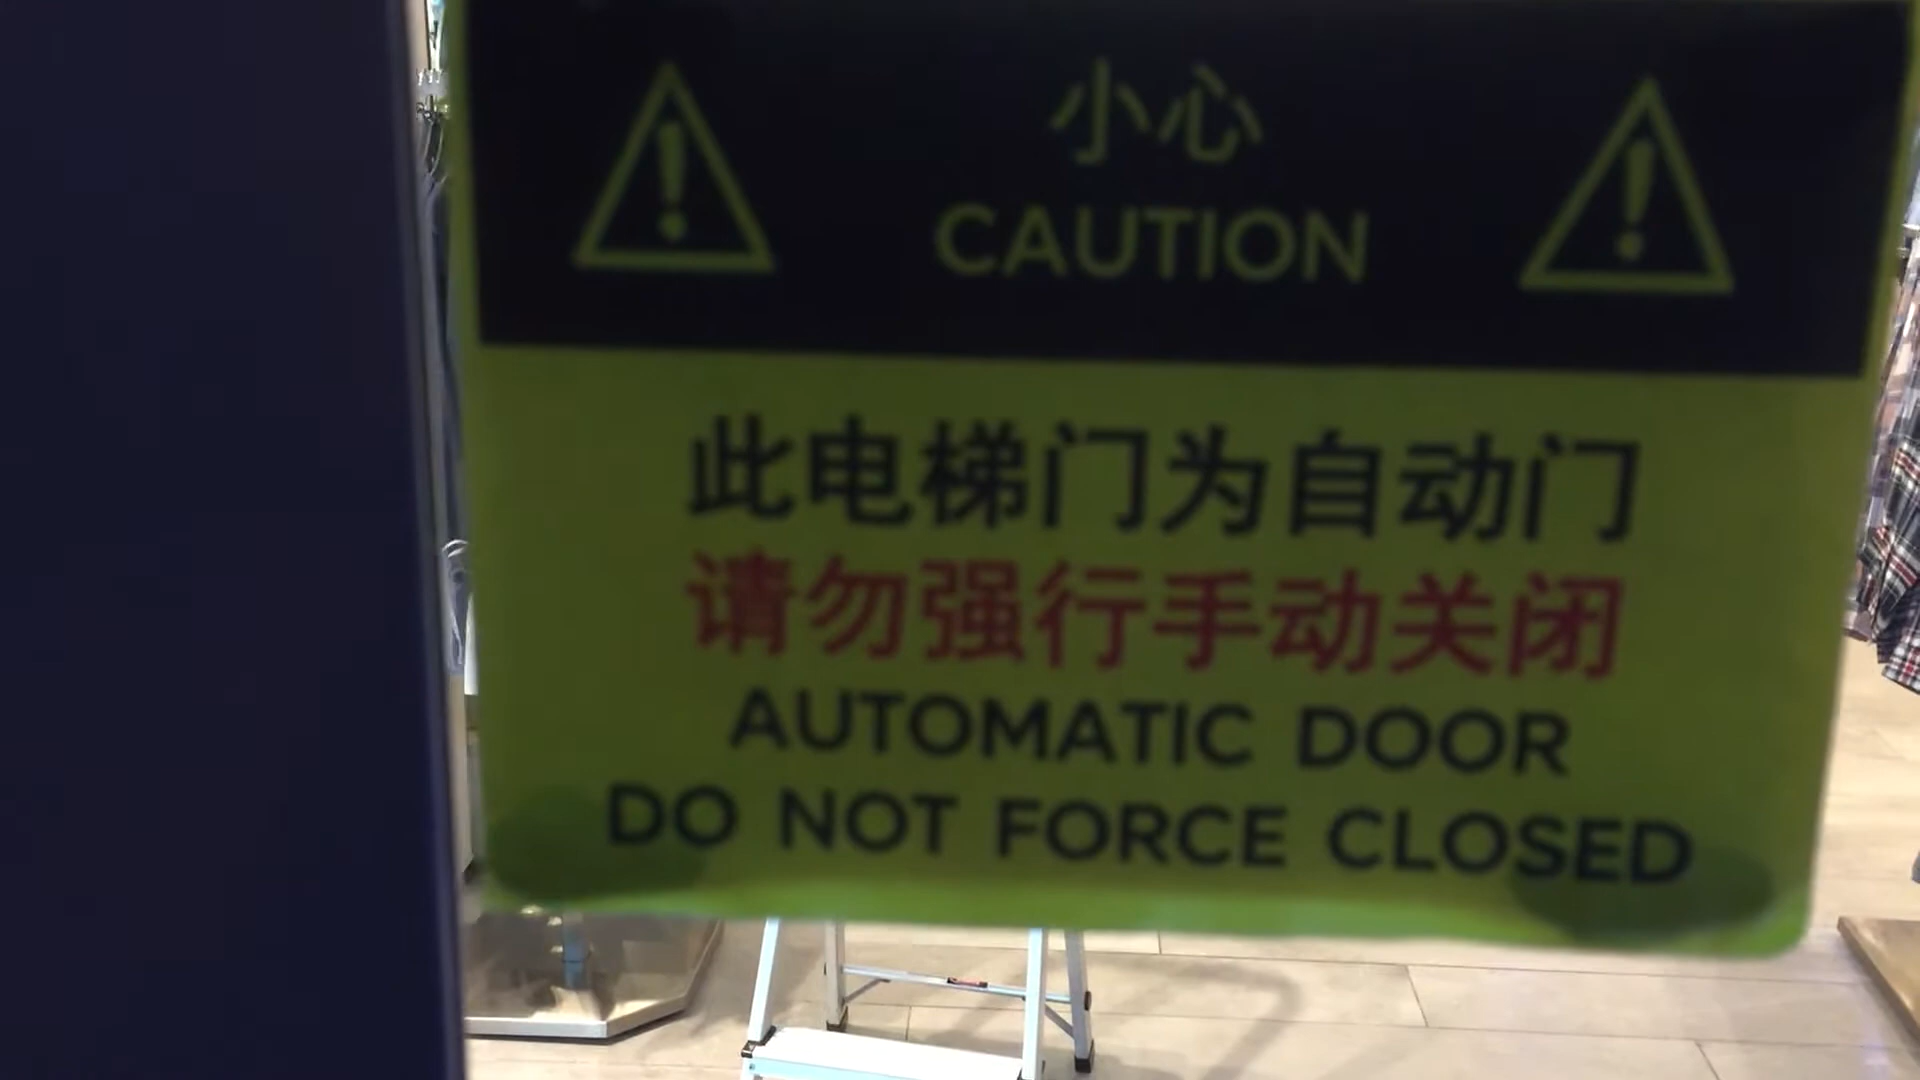 小心
CAUTION
此电梯门为自动门
请勿强行手动关闭
AUTOMATIC DOOR
DO NOT FORCE CLOSED